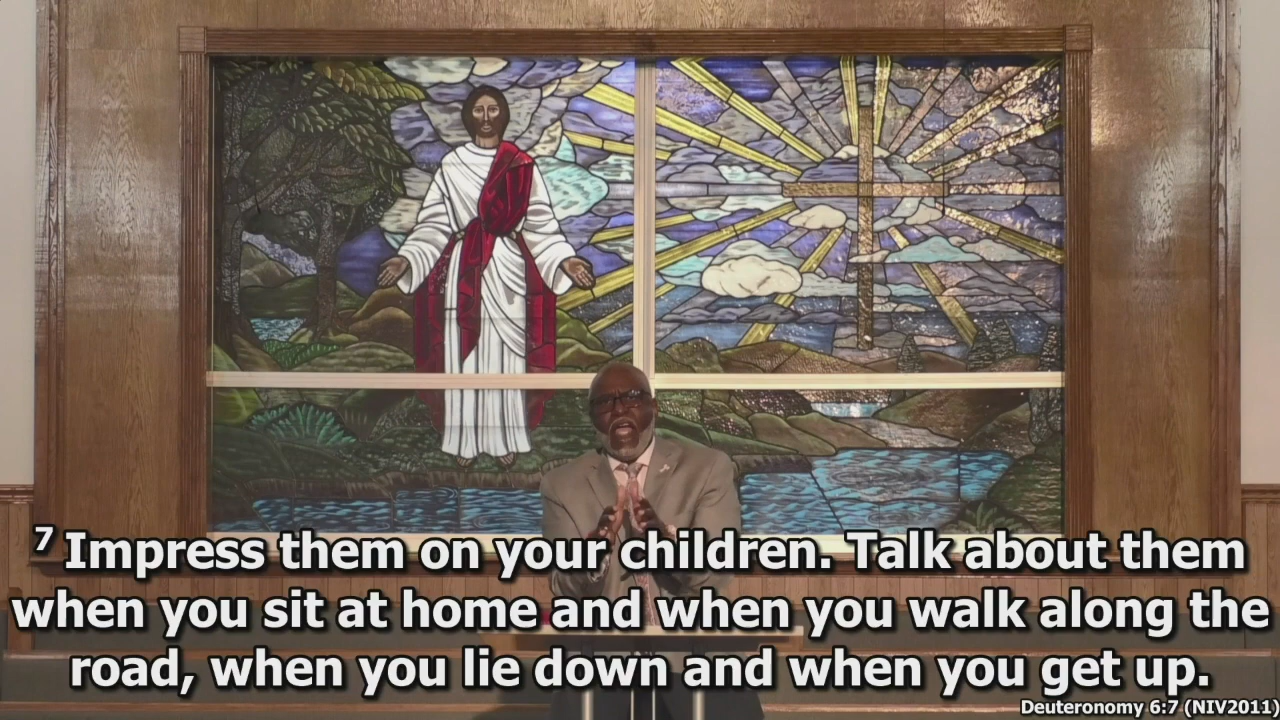 7 Impress them on your children. Talk about them
when you sit at home and when you walk along the
road, when you lie down and when you get up.
Deuteronomy 6:7 (NIV2011)